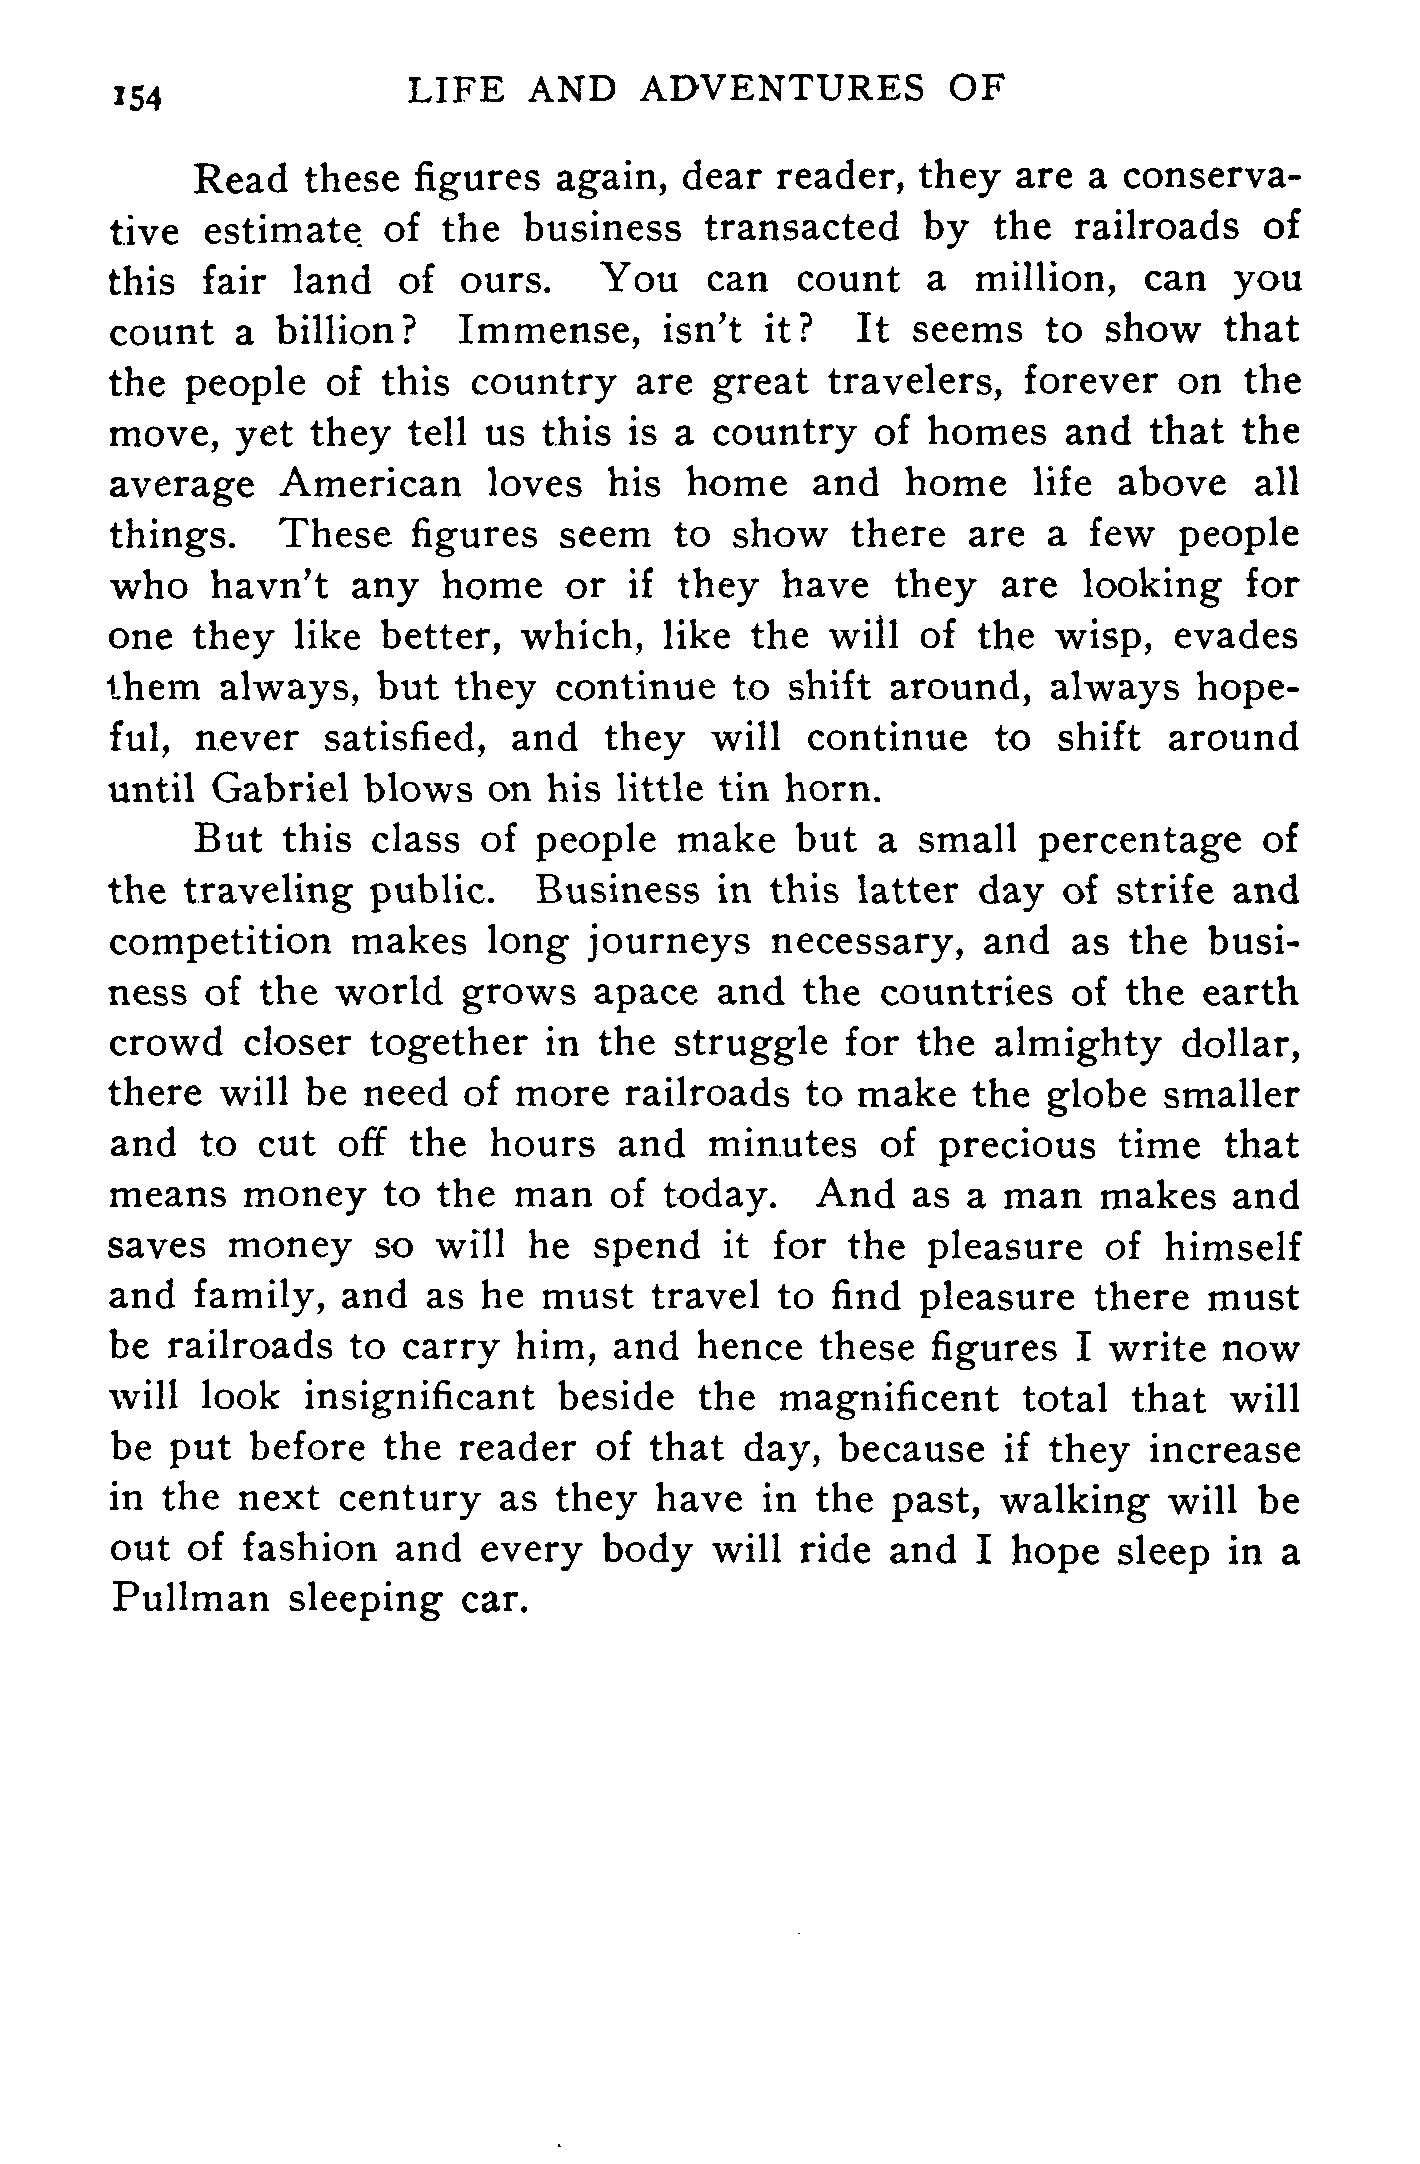 154 LIFE AND ADVENTURES OF
Read these figures again, dear reader, they are a conserva-
tive estimate of the business transacted by the railroads of
this fair land of ours. You can count a million, can you
count a billion? Immense, isn't it? It seems to show that
the people of this country are great travelers, forever on the
move, yet they tell us this is a country of homes and that the
average American loves his home and home life above all
things. These figures seem to show there are a few people
who havn't any home or if they have they are looking for
one they like better, which, like the will of the wisp, evades
them always, but they continue to shift around, always hope-
ful, never satisfied, and they will continue to shift around
until Gabriel blows on his little tin horn.
But this class of people make but a small percentage of
the traveling public. Business in this latter day of strife and
competition makes long journeys necessary, and as the busi-
ness of the world grows apace and the countries of the earth
crowd closer together in the struggle for the almighty dollar,
there will be need of more railroads to make the globe smaller
and to cut off the hours and minutes of precious time that
means money to the man of today. And as a man makes and
saves money so will he spend it for the pleasure of himself
and family, and as he must travel to find pleasure there must
be railroads to carry him, and hence these figures I write now
will look insignificant beside the magnificent total that will
be put before the reader of that day, because if they increase
in the next century as they have in the past, walking will be
out of fashion and every body will ride and I hope sleep in a
Pullman sleeping car.